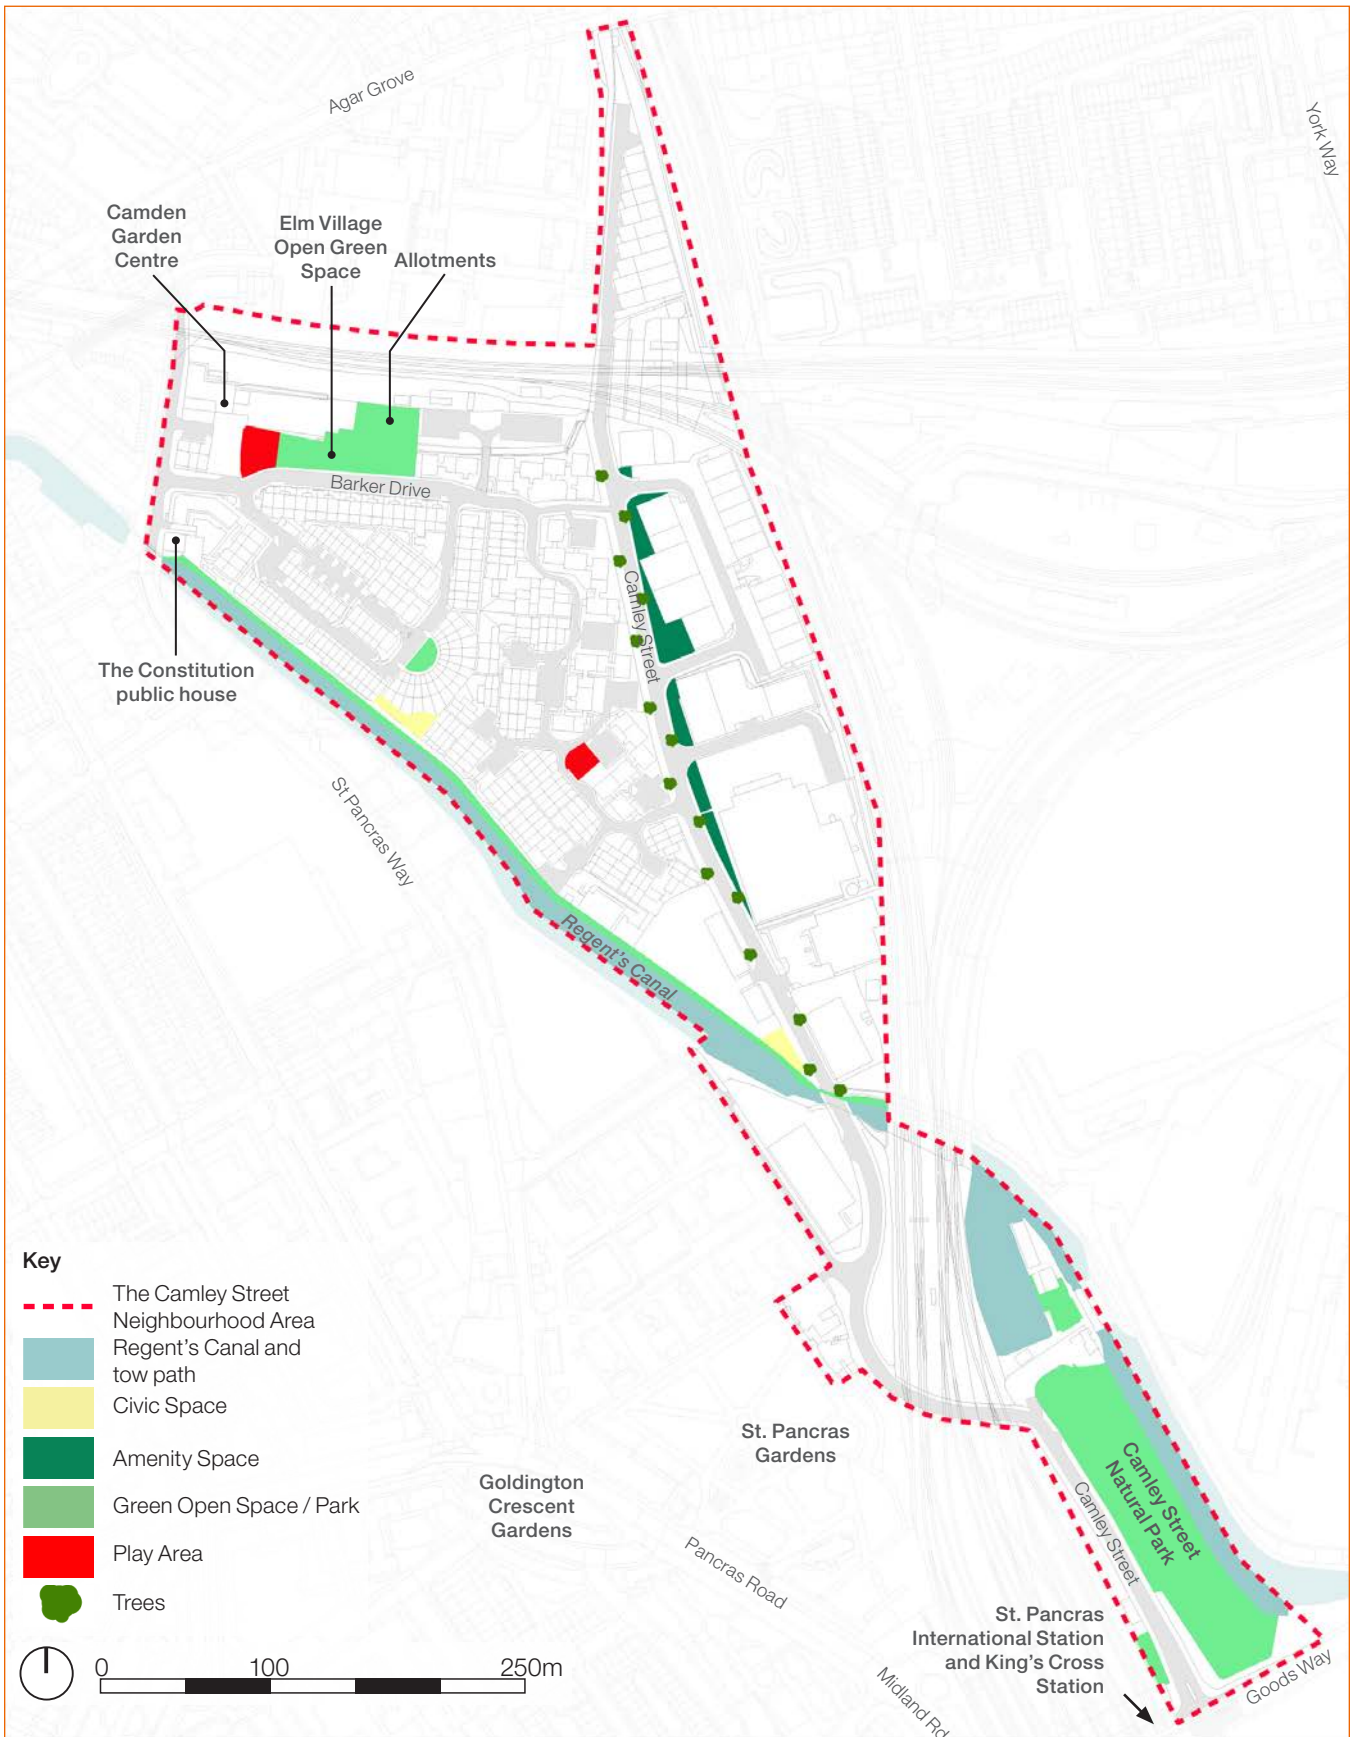 Agar Grove
York Way
Camden
Garden
Centre
Elm Village
Open Green
Space
Allotments
Barker Drive
Camley Street
The Constitution
public house
St Pancras Way
Regent's Canal
Key
The Camley Street
Neighbourhood Area
Regent's Canal and
tow path
Civic Space
Amenity Space
Green Open Space / Park
Play Area
Trees
0 100 250m
St. Pancras
Gardens
Goldington
Crescent
Gardens
Pancras Road
Camley Street
Natural Park
Camley Street
St. Pancras
International Station
and King's Cross
Station
Midland Rd
Goods Way